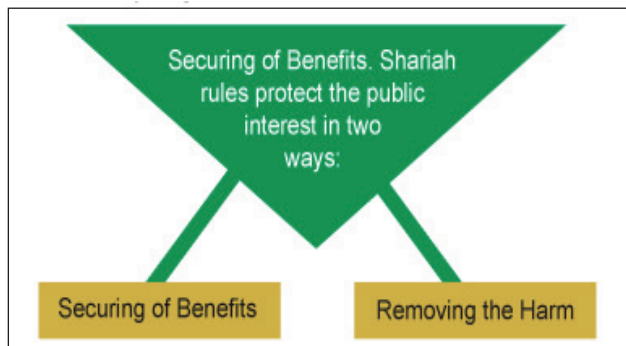 Securing of Benefits. Shariah
rules protect the public
interest in two
ways:
Securing of Benefits
Removing the Harm